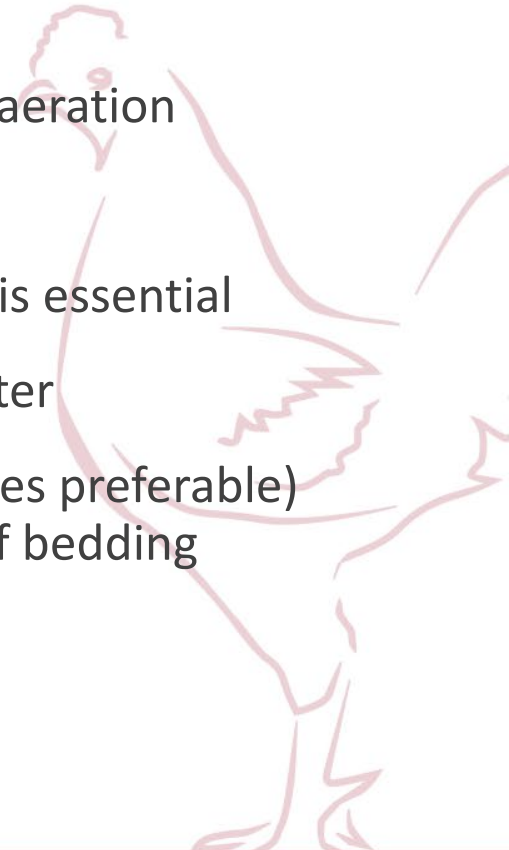 aeration
is essential
ter
es preferable)
f bedding